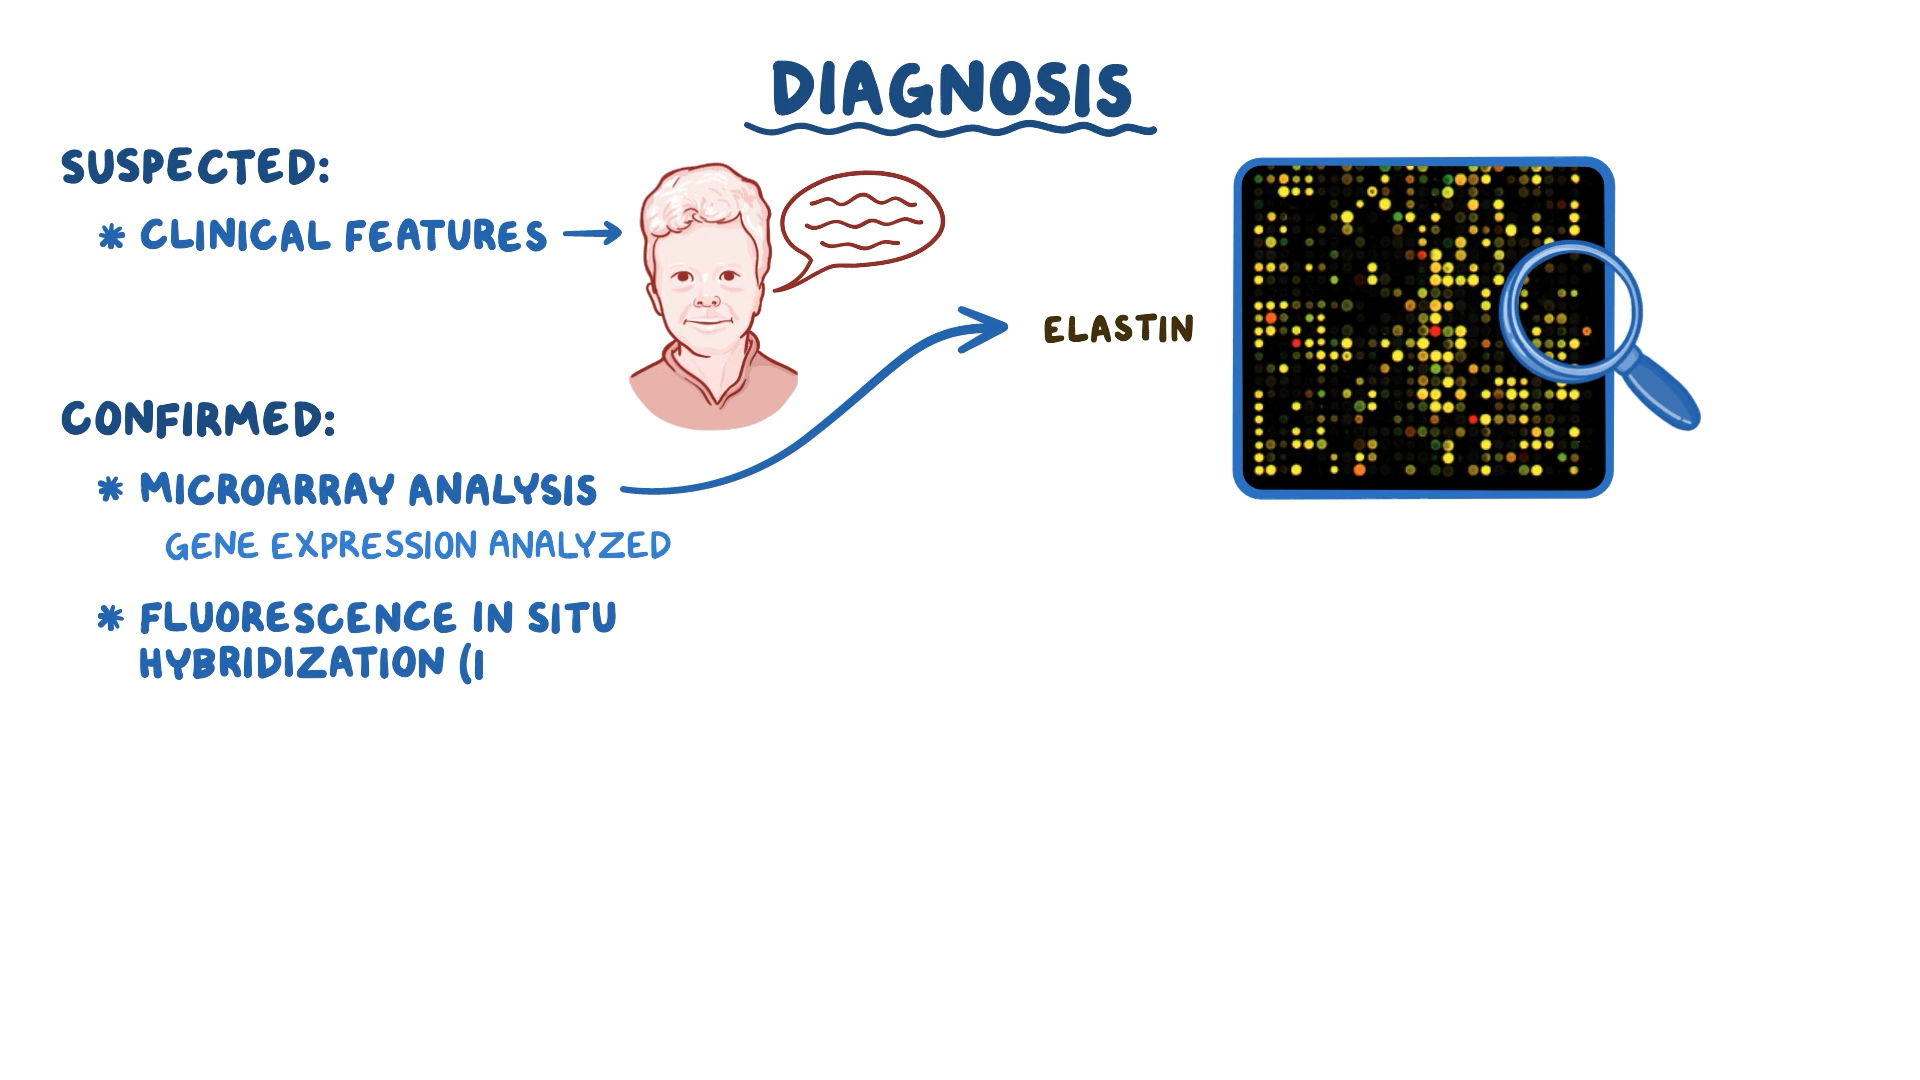 DIAGNOSIS
SUSPECTED:
* CLINICAL FEATURES →
CONFIRMED:
* MICROARRAY ANALYSIS
GENE EXPRESSION ANALYZED
* FLUORESCENCE IN SITU
HYBRIDIZATION (I
ELASTIN